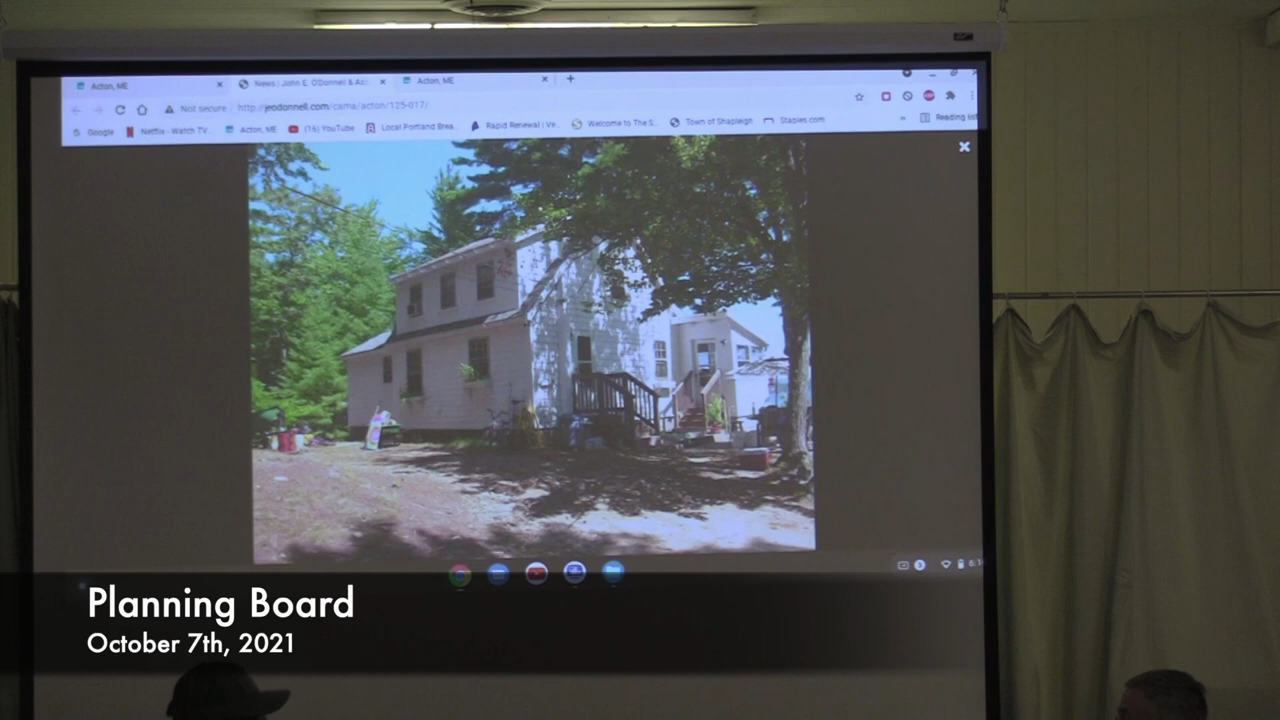 Acton, ME
News | John E. O'Donnell & As
Acton, ME
Not secure
http://jeodonnell.com/cama/acton/125-017/
Google
Netflix - Watch TV...
Acton, ME
(16) YouTube
Local Portland Brea...
Rapid Renewal | Ve...
Welcome to The S...
Town of Shapleigh
Staples.com
»
Reading list
Planning Board
October 7th, 2021